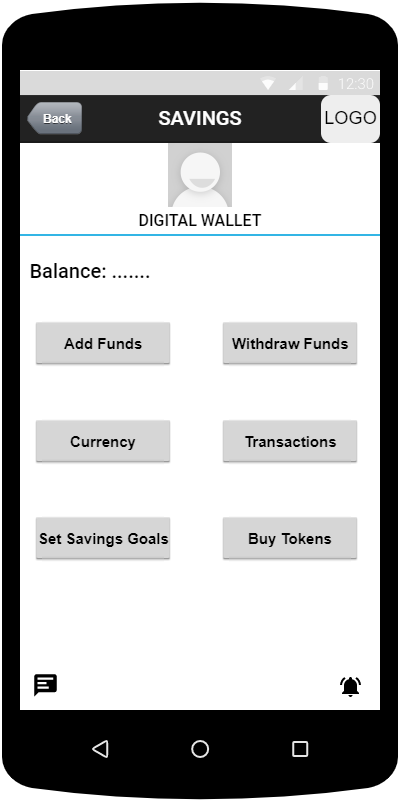 12:30
Back
SAVINGS
LOGO
DIGITAL WALLET
Balance: .......
Add Funds
Withdraw Funds
Currency
Transactions
Set Savings Goals
Buy Tokens